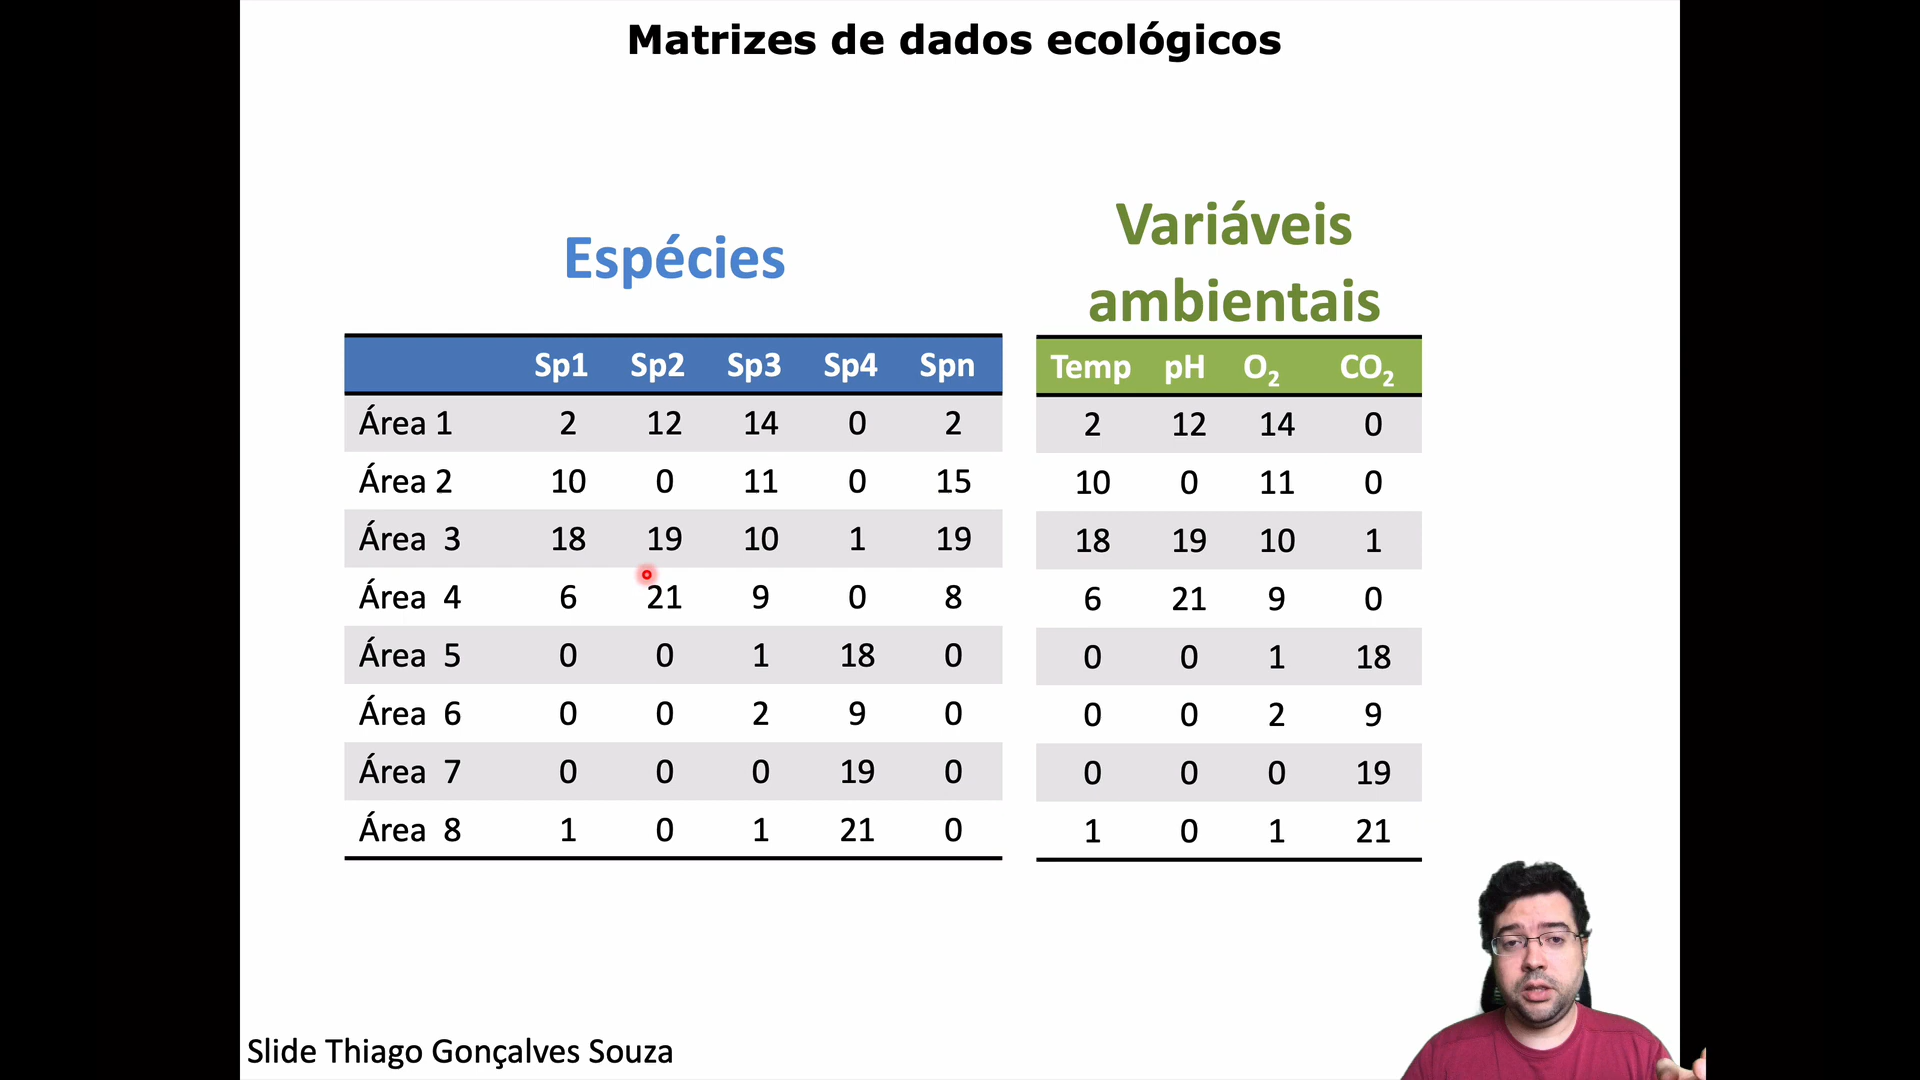 Matrizes de dados ecológicos
Espécies
Variáveis
ambientais
Sp1 Sp2 Sp3 Sp4 Spn
Área 1 2 12 14 0 2
Área 2 10 0 11 0 15
Área 3 18 19 10 1 19
Área 4 6 21 9 0 8
Área 5 0 0 1 18 0
Área 6 0 0 2 9 0
Área 7 0 0 0 19 0
Área 8 1 0 1 21 0
Temp pH O₂ CO₂
2 12 14 0
10 0 11 0
18 19 10 1
6 21 9 0
0 0 1 18
0 0 2 9
0 0 0 19
1 0 1 21
Slide Thiago Gonçalves Souza